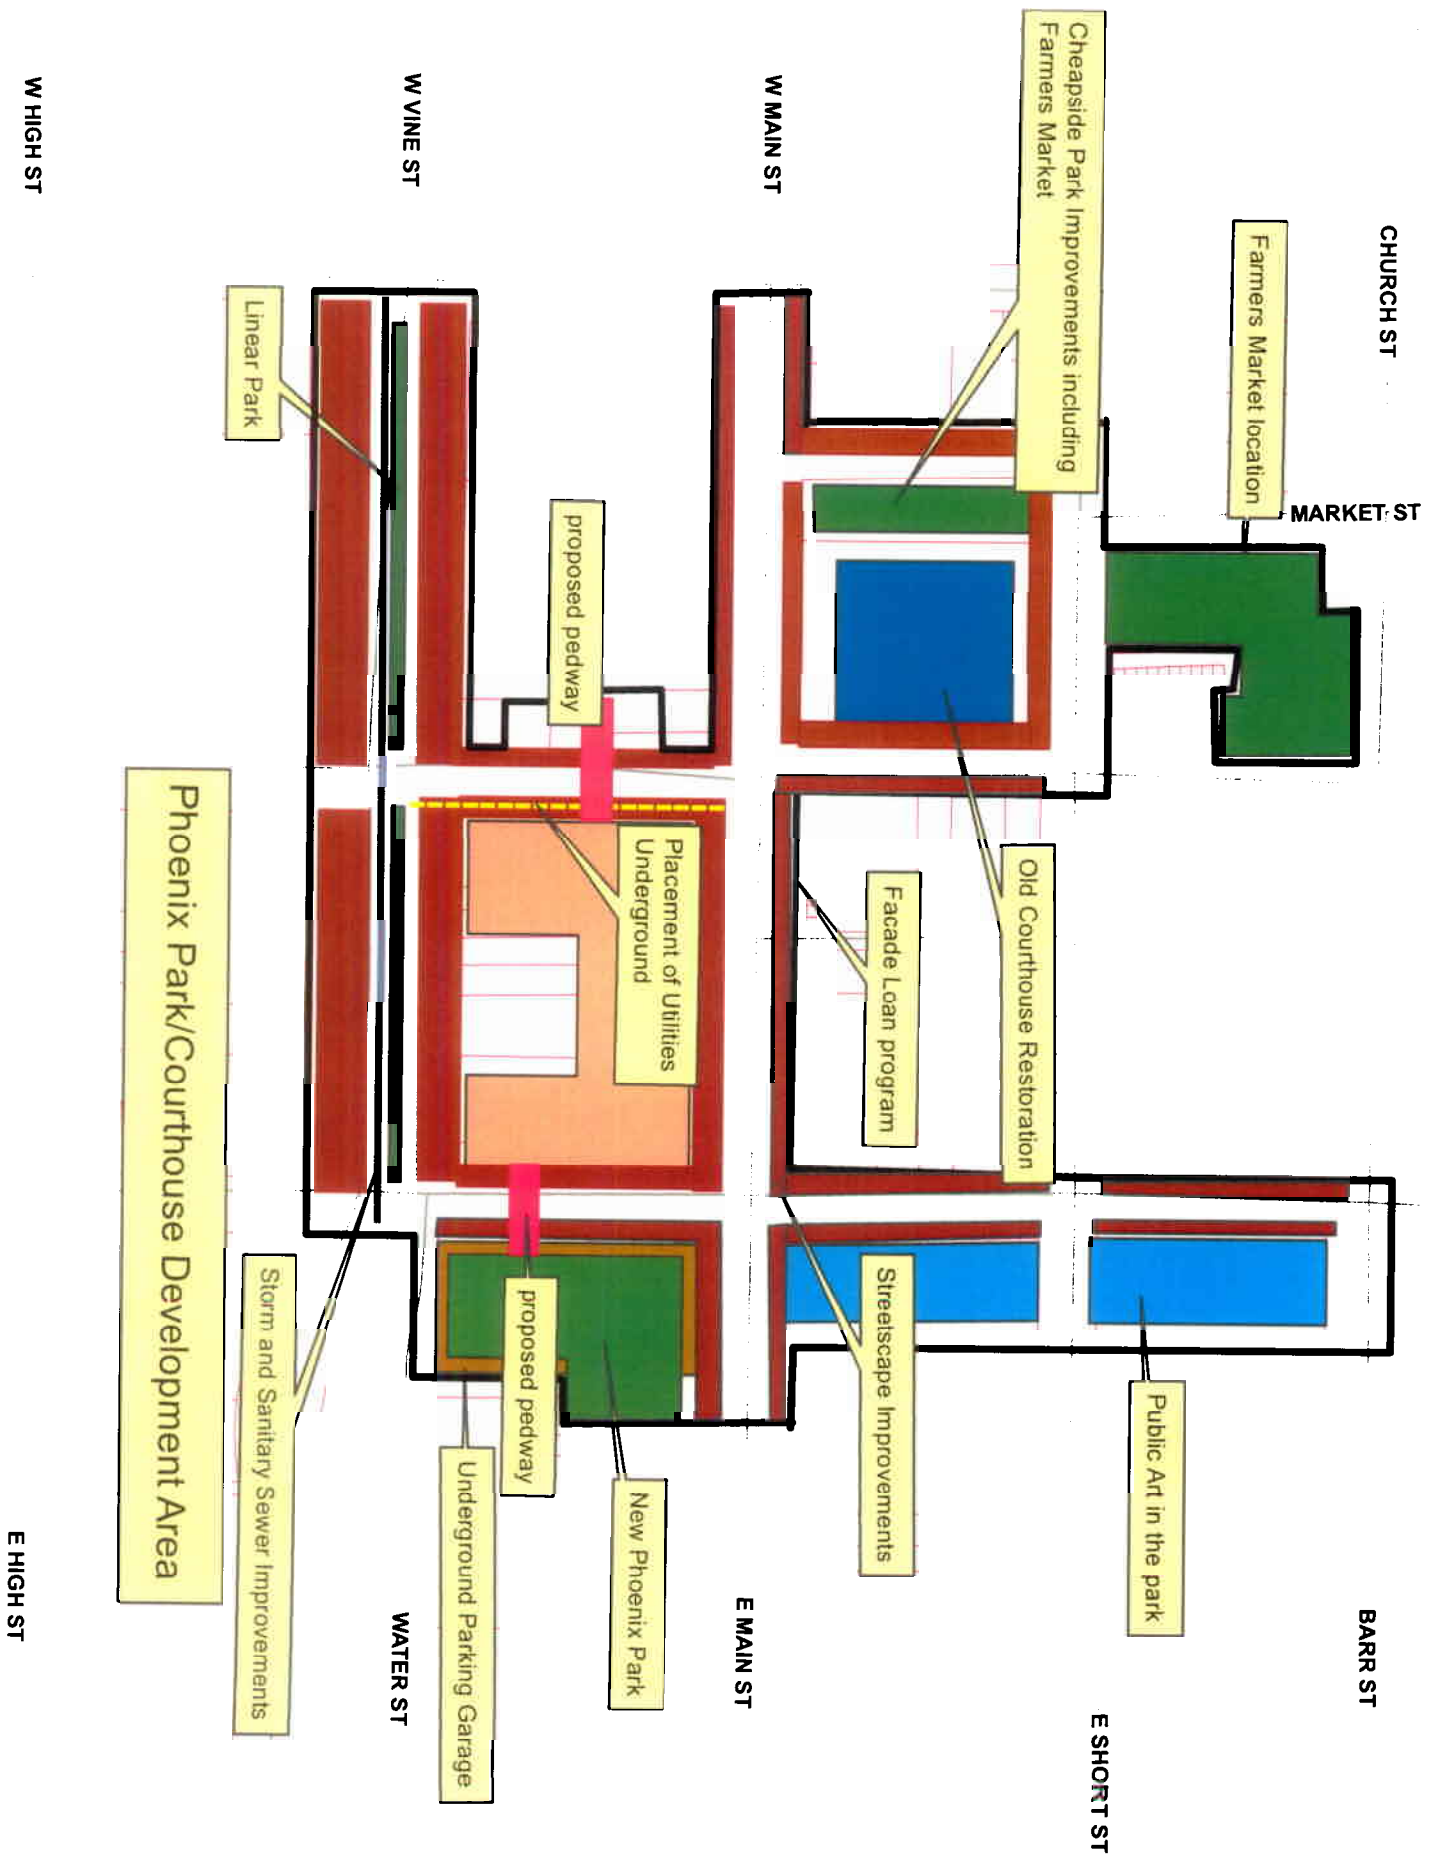 CHURCH ST
MARKET ST
BARR ST
Farmers Market location
Cheapside Park Improvements including
Farmers Market
Public Art in the park
E SHORT ST
Old Courthouse Restoration
Facade Loan program
Streetscape Improvements
W MAIN ST
E MAIN ST
Placement of Utilities
Underground
New Phoenix Park
proposed pedway
proposed pedway
Underground Parking Garage
W VINE ST
WATER ST
Linear Park
Storm and Sanitary Sewer Improvements
Phoenix Park/Courthouse Development Area
W HIGH ST
E HIGH ST